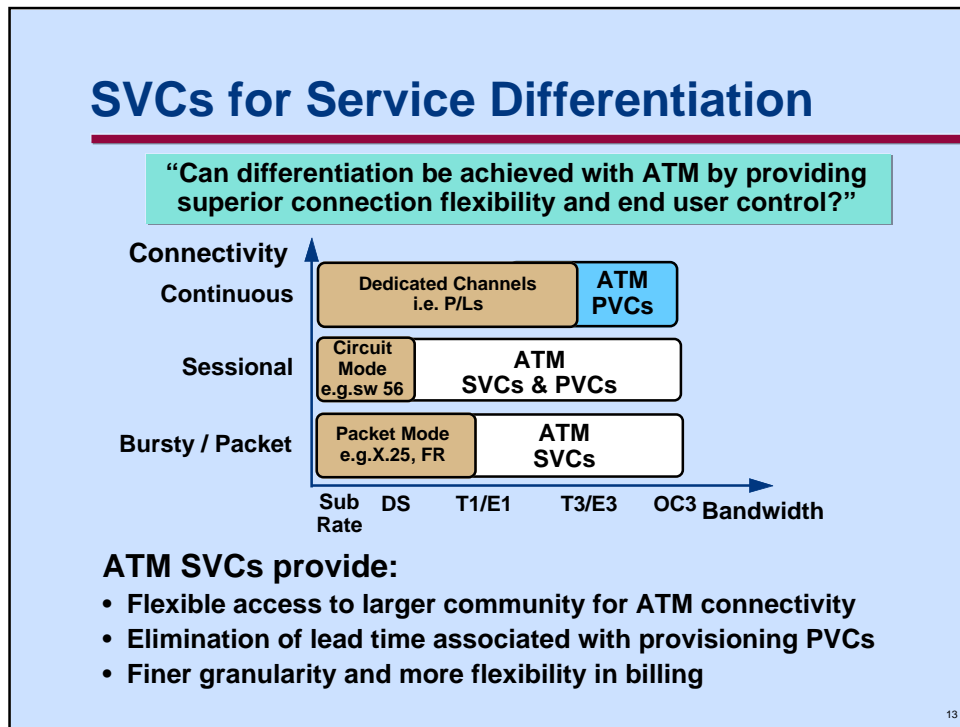 SVCs for Service Differentiation
“Can differentiation be achieved with ATM by providing
superior connection flexibility and end user control?”
Connectivity
Continuous
Dedicated Channels
i.e. P/Ls
ATM
PVCs
Sessional
Circuit
Mode
e.g.sw 56
ATM
SVCs & PVCs
Bursty / Packet
Packet Mode
e.g.X.25, FR
ATM
SVCs
Sub
Rate
DS
T1/E1
T3/E3
OC3
Bandwidth
ATM SVCs provide:
• Flexible access to larger community for ATM connectivity
• Elimination of lead time associated with provisioning PVCs
• Finer granularity and more flexibility in billing
13